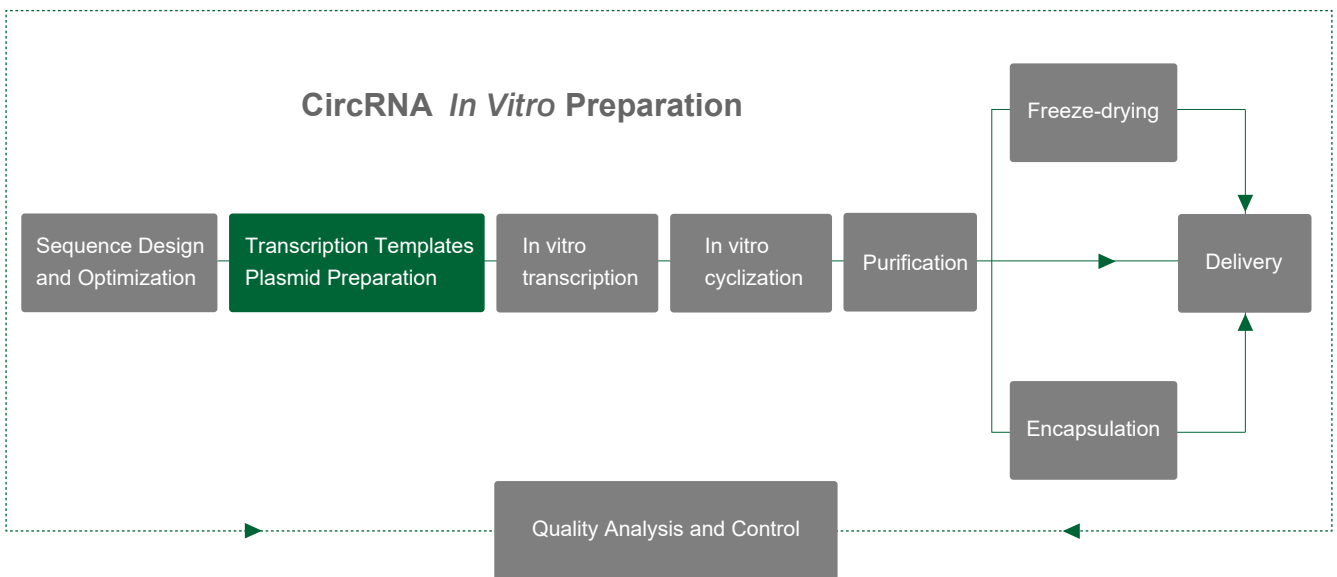 CircRNA In Vitro Preparation
Freeze-drying
Sequence Design
and Optimization
Transcription Templates
Plasmid Preparation
In vitro
transcription
In vitro
cyclization
Purification
Delivery
Encapsulation
Quality Analysis and Control